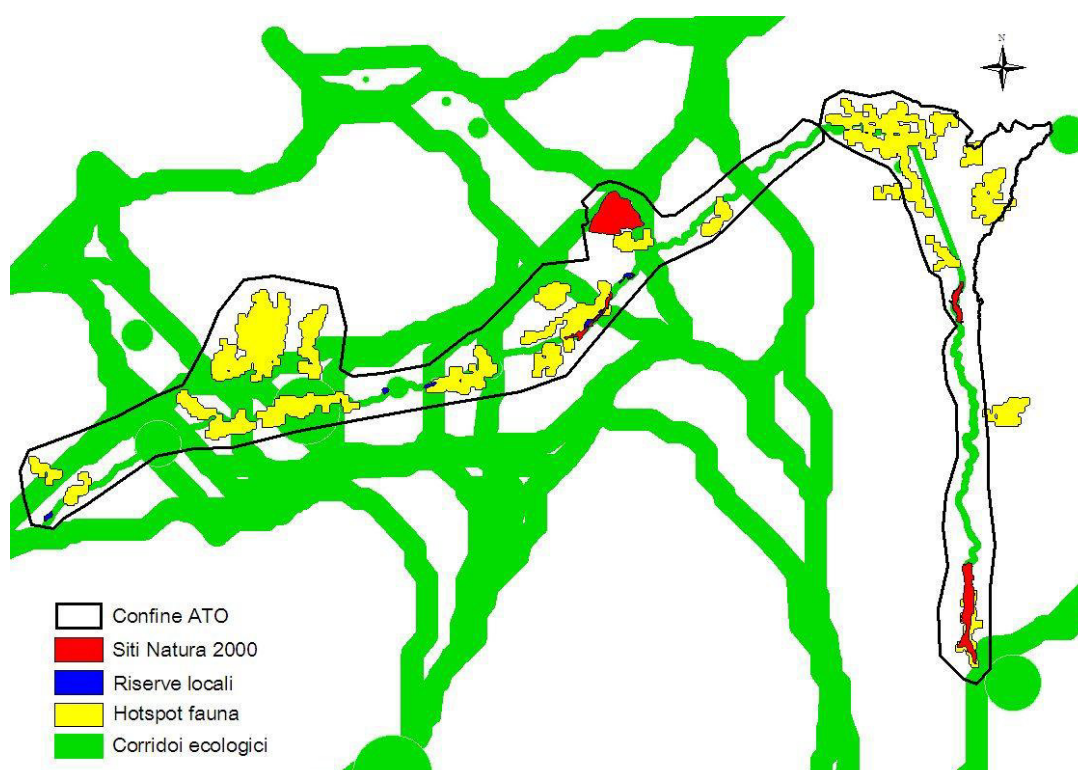 N
Confine ATO
Siti Natura 2000
Riserve locali
Hotspot fauna
Corridoi ecologici